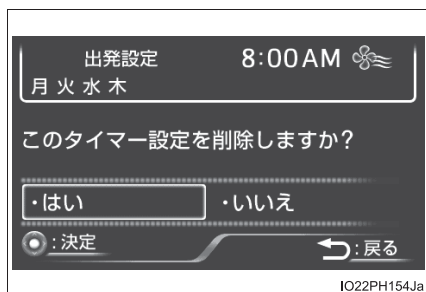 出発設定 8:00AM
月火水木
このタイマー設定を削除しますか？
・はい ・いいえ
:決定 :戻る
IO22PH154Ja